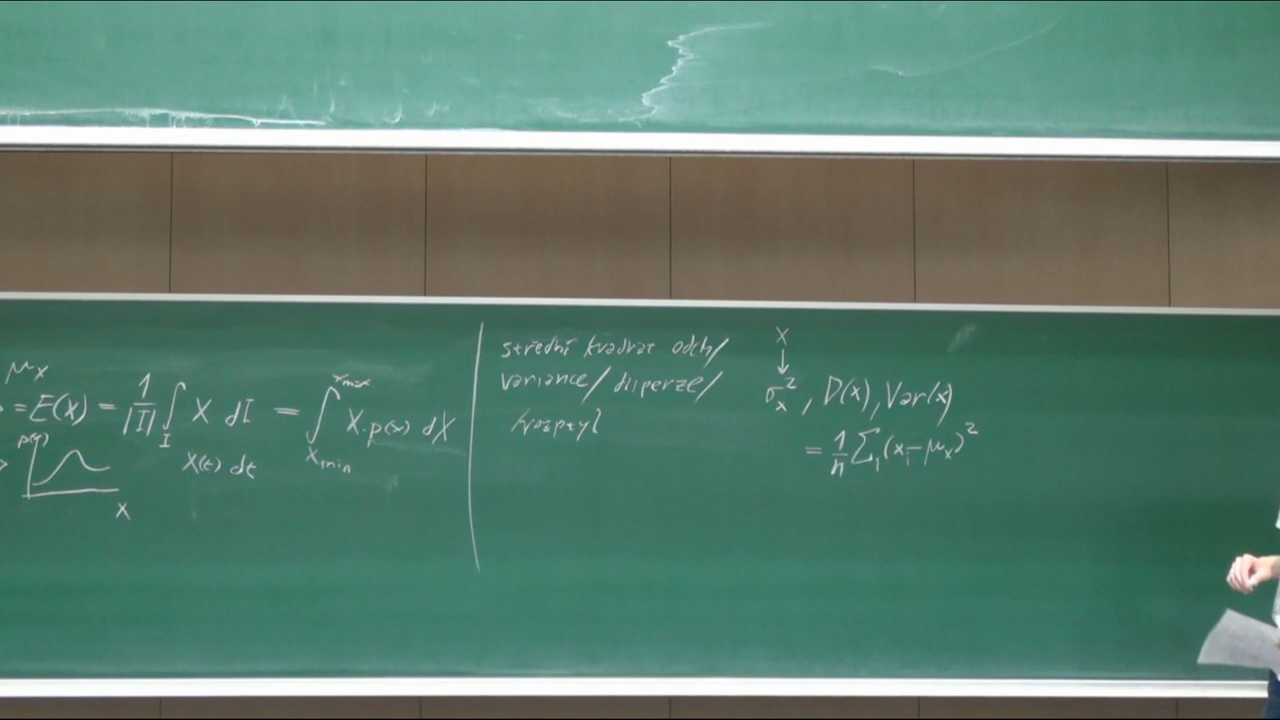 μx
=E(x) = 1/|I| ∫I X dI = ∫xmin xmax X.p(x) dX
X(t) dt
p(x)
X
střední kvadrat odch/
variance/disperze/
rozptyl
X
↓
σx², D(x), Var(x)
= 1/n Σi (xi-μx)²